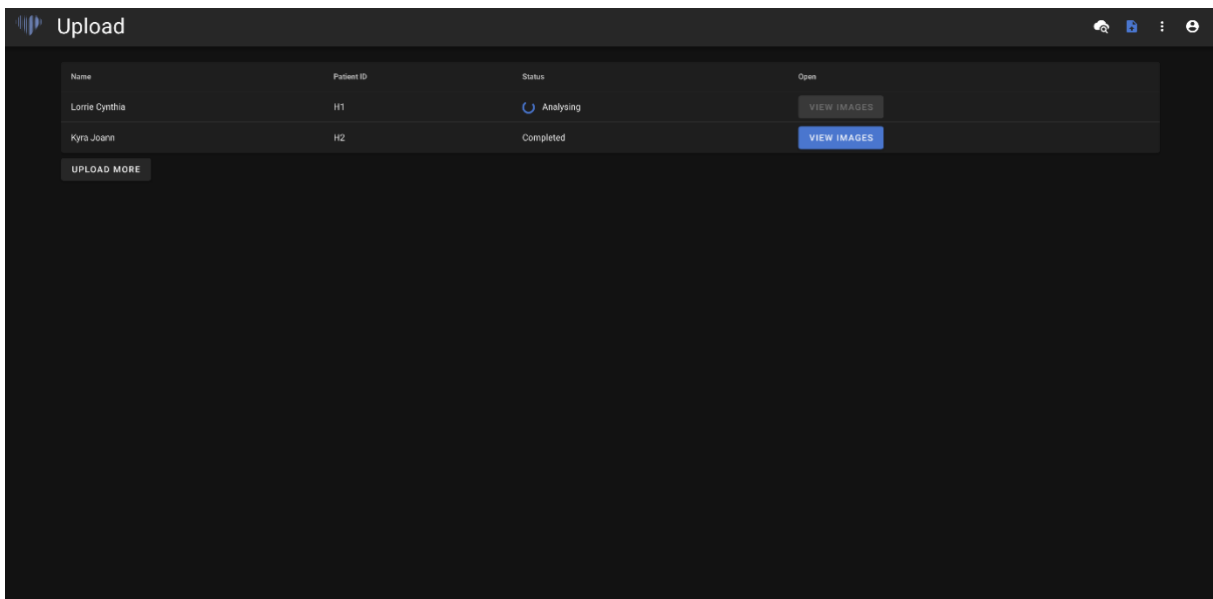 Upload
Name Patient ID Status Open
Lorrie Cynthia H1 Analysing VIEW IMAGES
Kyra Joann H2 Completed VIEW IMAGES
UPLOAD MORE